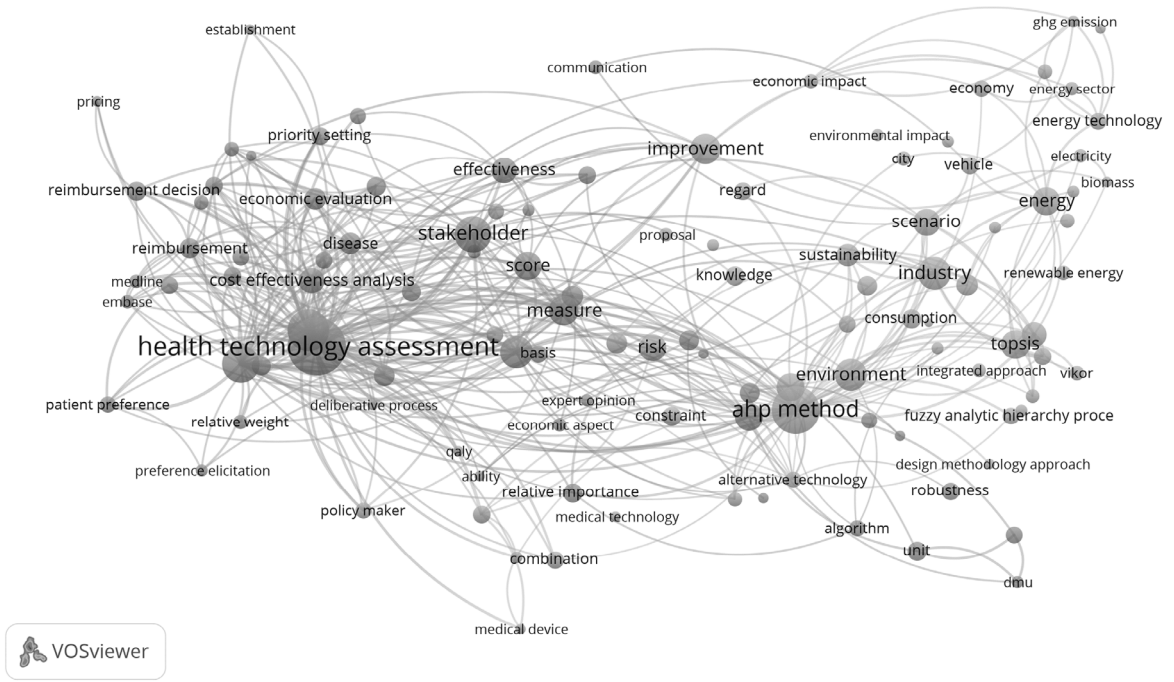 ghg emission
establishment
communication
economic impact
economy
energy sector
pricing
energy technology
priority setting
environmental impact
improvement
electricity
city
vehicle
effectiveness
biomass
reimbursement decision
regard
economic evaluation
energy
scenario
stakeholder
proposal
disease
reimbursement
sustainability
score
industry
renewable energy
knowledge
cost effectiveness analysis
medline
embase
measure
consumption
topsis
health technology assessment
risk
basis
integrated approach
vikor
environment
expert opinion
patient preference
deliberative process
ahp method
constraint
fuzzy analytic hierarchy proce
relative weight
economic aspect
qaly
design methodology approach
preference elicitation
ability
alternative technology
relative importance
robustness
policy maker
medical technology
algorithm
unit
combination
dmu
medical device
VOSviewer